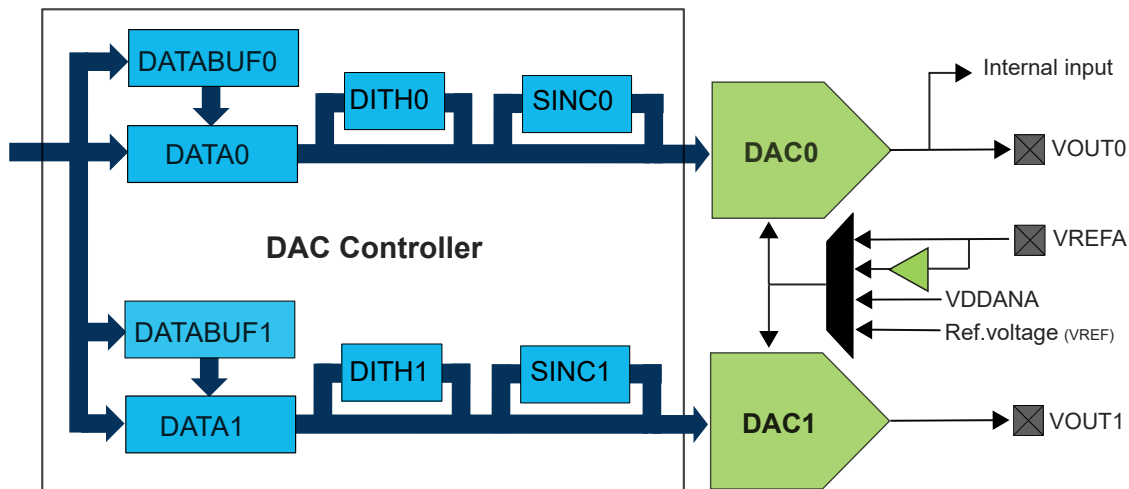 DATABUF0
DITH0
SINC0
Internal input
DATA0
DAC0
VOUT0
DAC Controller
VREFA
VDDANA
DATABUF1
Ref.voltage (VREF)
DITH1
SINC1
DATA1
DAC1
VOUT1